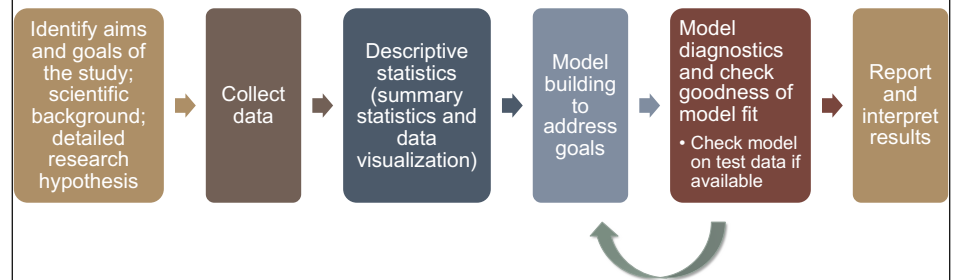 Identify aims
and goals of
the study;
scientific
background;
detailed
research
hypothesis
Collect
data
Descriptive
statistics
(summary
statistics and
data
visualization)
Model
building
to
address
goals
Model
diagnostics
and check
goodness of
model fit
• Check model
on test data if
available
Report
and
interpret
results